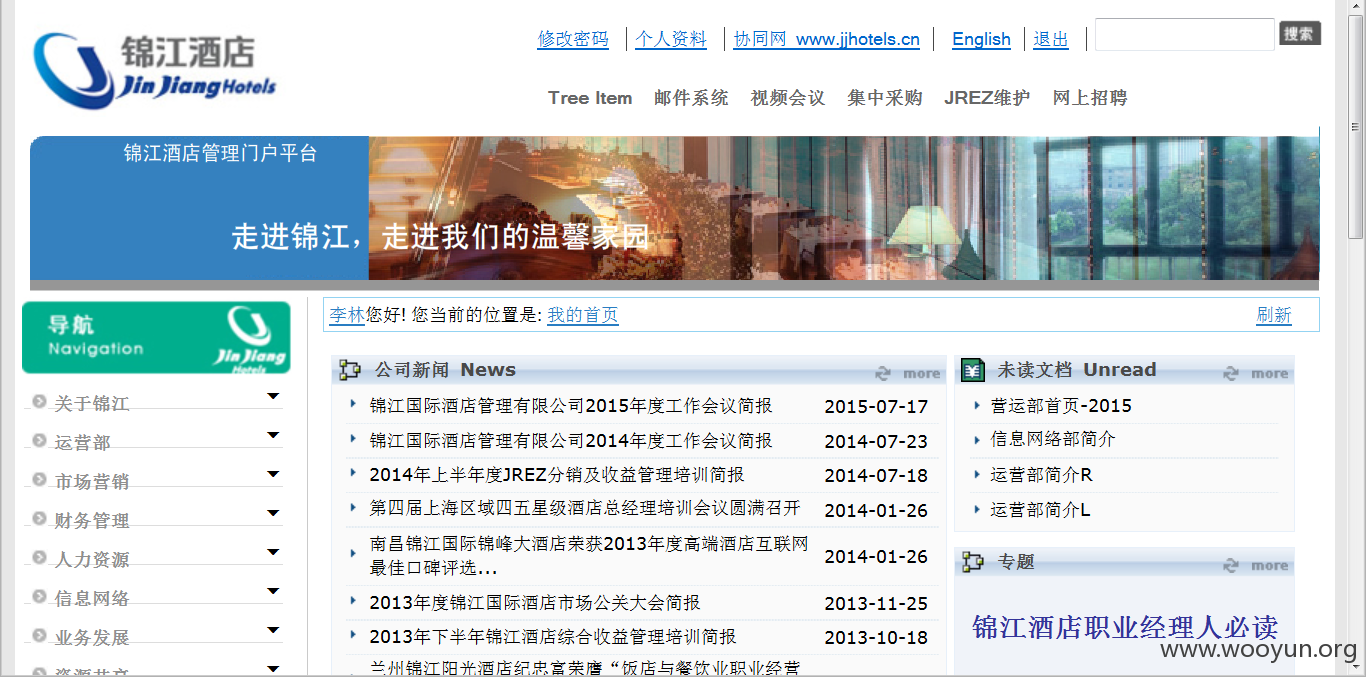 锦江酒店
JinJiang Hotels
修改密码 个人资料 协同网 www.jjhotels.cn English 退出 搜索
Tree Item 邮件系统 视频会议 集中采购 JREZ维护 网上招聘
锦江酒店管理门户平台
走进锦江，走进我们的温馨家园
导航
Navigation
JinJiang
Hotels
关于锦江
运营部
市场营销
财务管理
人力资源
信息网络
业务发展
资源共享
李林您好! 您当前的位置是: 我的首页 刷新
公司新闻 News more
锦江国际酒店管理有限公司2015年度工作会议简报 2015-07-17
锦江国际酒店管理有限公司2014年度工作会议简报 2014-07-23
2014年上半年度JREZ分销及收益管理培训简报 2014-07-18
第四届上海区域四五星级酒店总经理培训会议圆满召开 2014-01-26
南昌锦江国际锦峰大酒店荣获2013年度高端酒店互联网
最佳口碑评选... 2014-01-26
2013年度锦江国际酒店市场公关大会简报 2013-11-25
2013年下半年锦江酒店综合收益管理培训简报 2013-10-18
兰州锦江阳光酒店纪忠富荣膺“饭店与餐饮业职业经营
未读文档 Unread more
营运部首页-2015
信息网络部简介
运营部简介R
运营部简介L
专题 more
锦江酒店职业经理人必读
www.wooyun.org